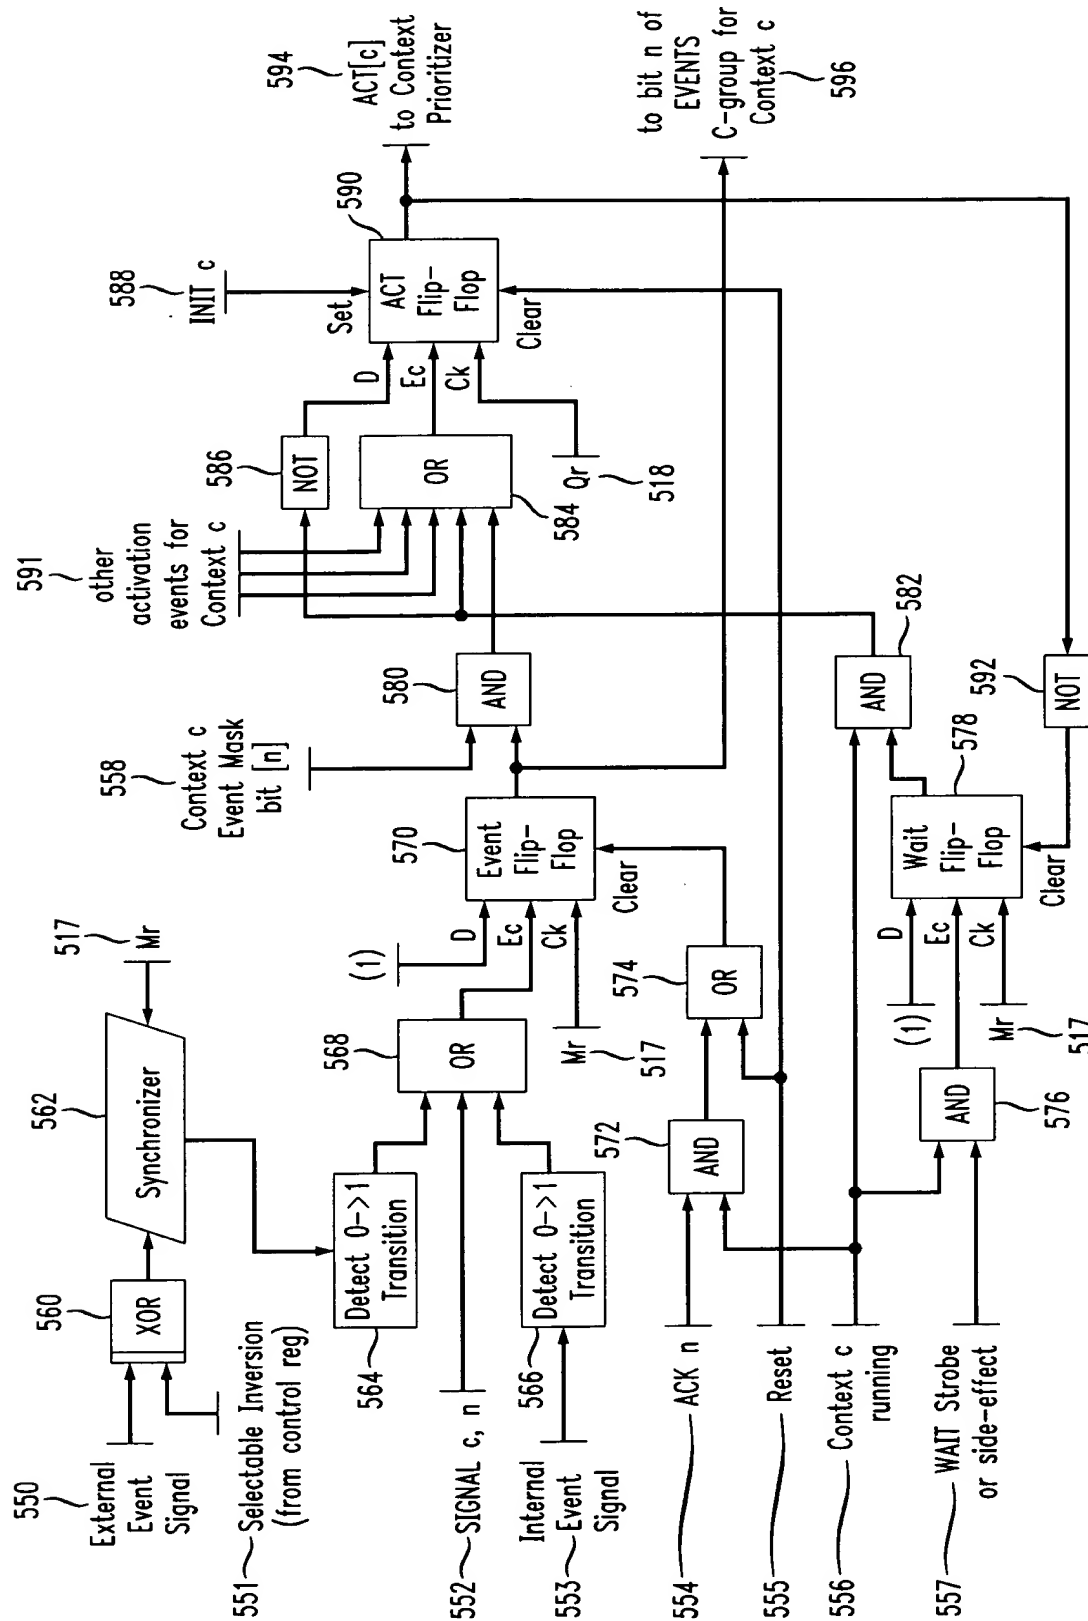 550
External
Event
Signal
551
Selectable Inversion
(from control reg)
560
XOR
562
Synchronizer
517
Mr
552
SIGNAL c, n
553
Internal
Event
Signal
564
Detect 0->1
Transition
566
Detect 0->1
Transition
568
OR
(1)
D
Ec
Ck
Mr
517
570
Event
Flip-
Flop
Clear
558
Context c
Event Mask
bit [n]
580
AND
591
other
activation
events for
Context c
586
NOT
OR
584
D
Ec
Ck
Qr
518
588
INIT c
Set
590
ACT
Flip-
Flop
Clear
594
ACT[c]
to Context
Prioritizer
to bit n of
EVENTS
C-group for
Context c
596
554
ACK n
555
Reset
556
Context c
running
557
WAIT Strobe
or side-effect
572
AND
574
OR
AND
576
(1)
D
Ec
Ck
Mr
517
578
Wait
Flip-
Flop
Clear
582
AND
592
NOT